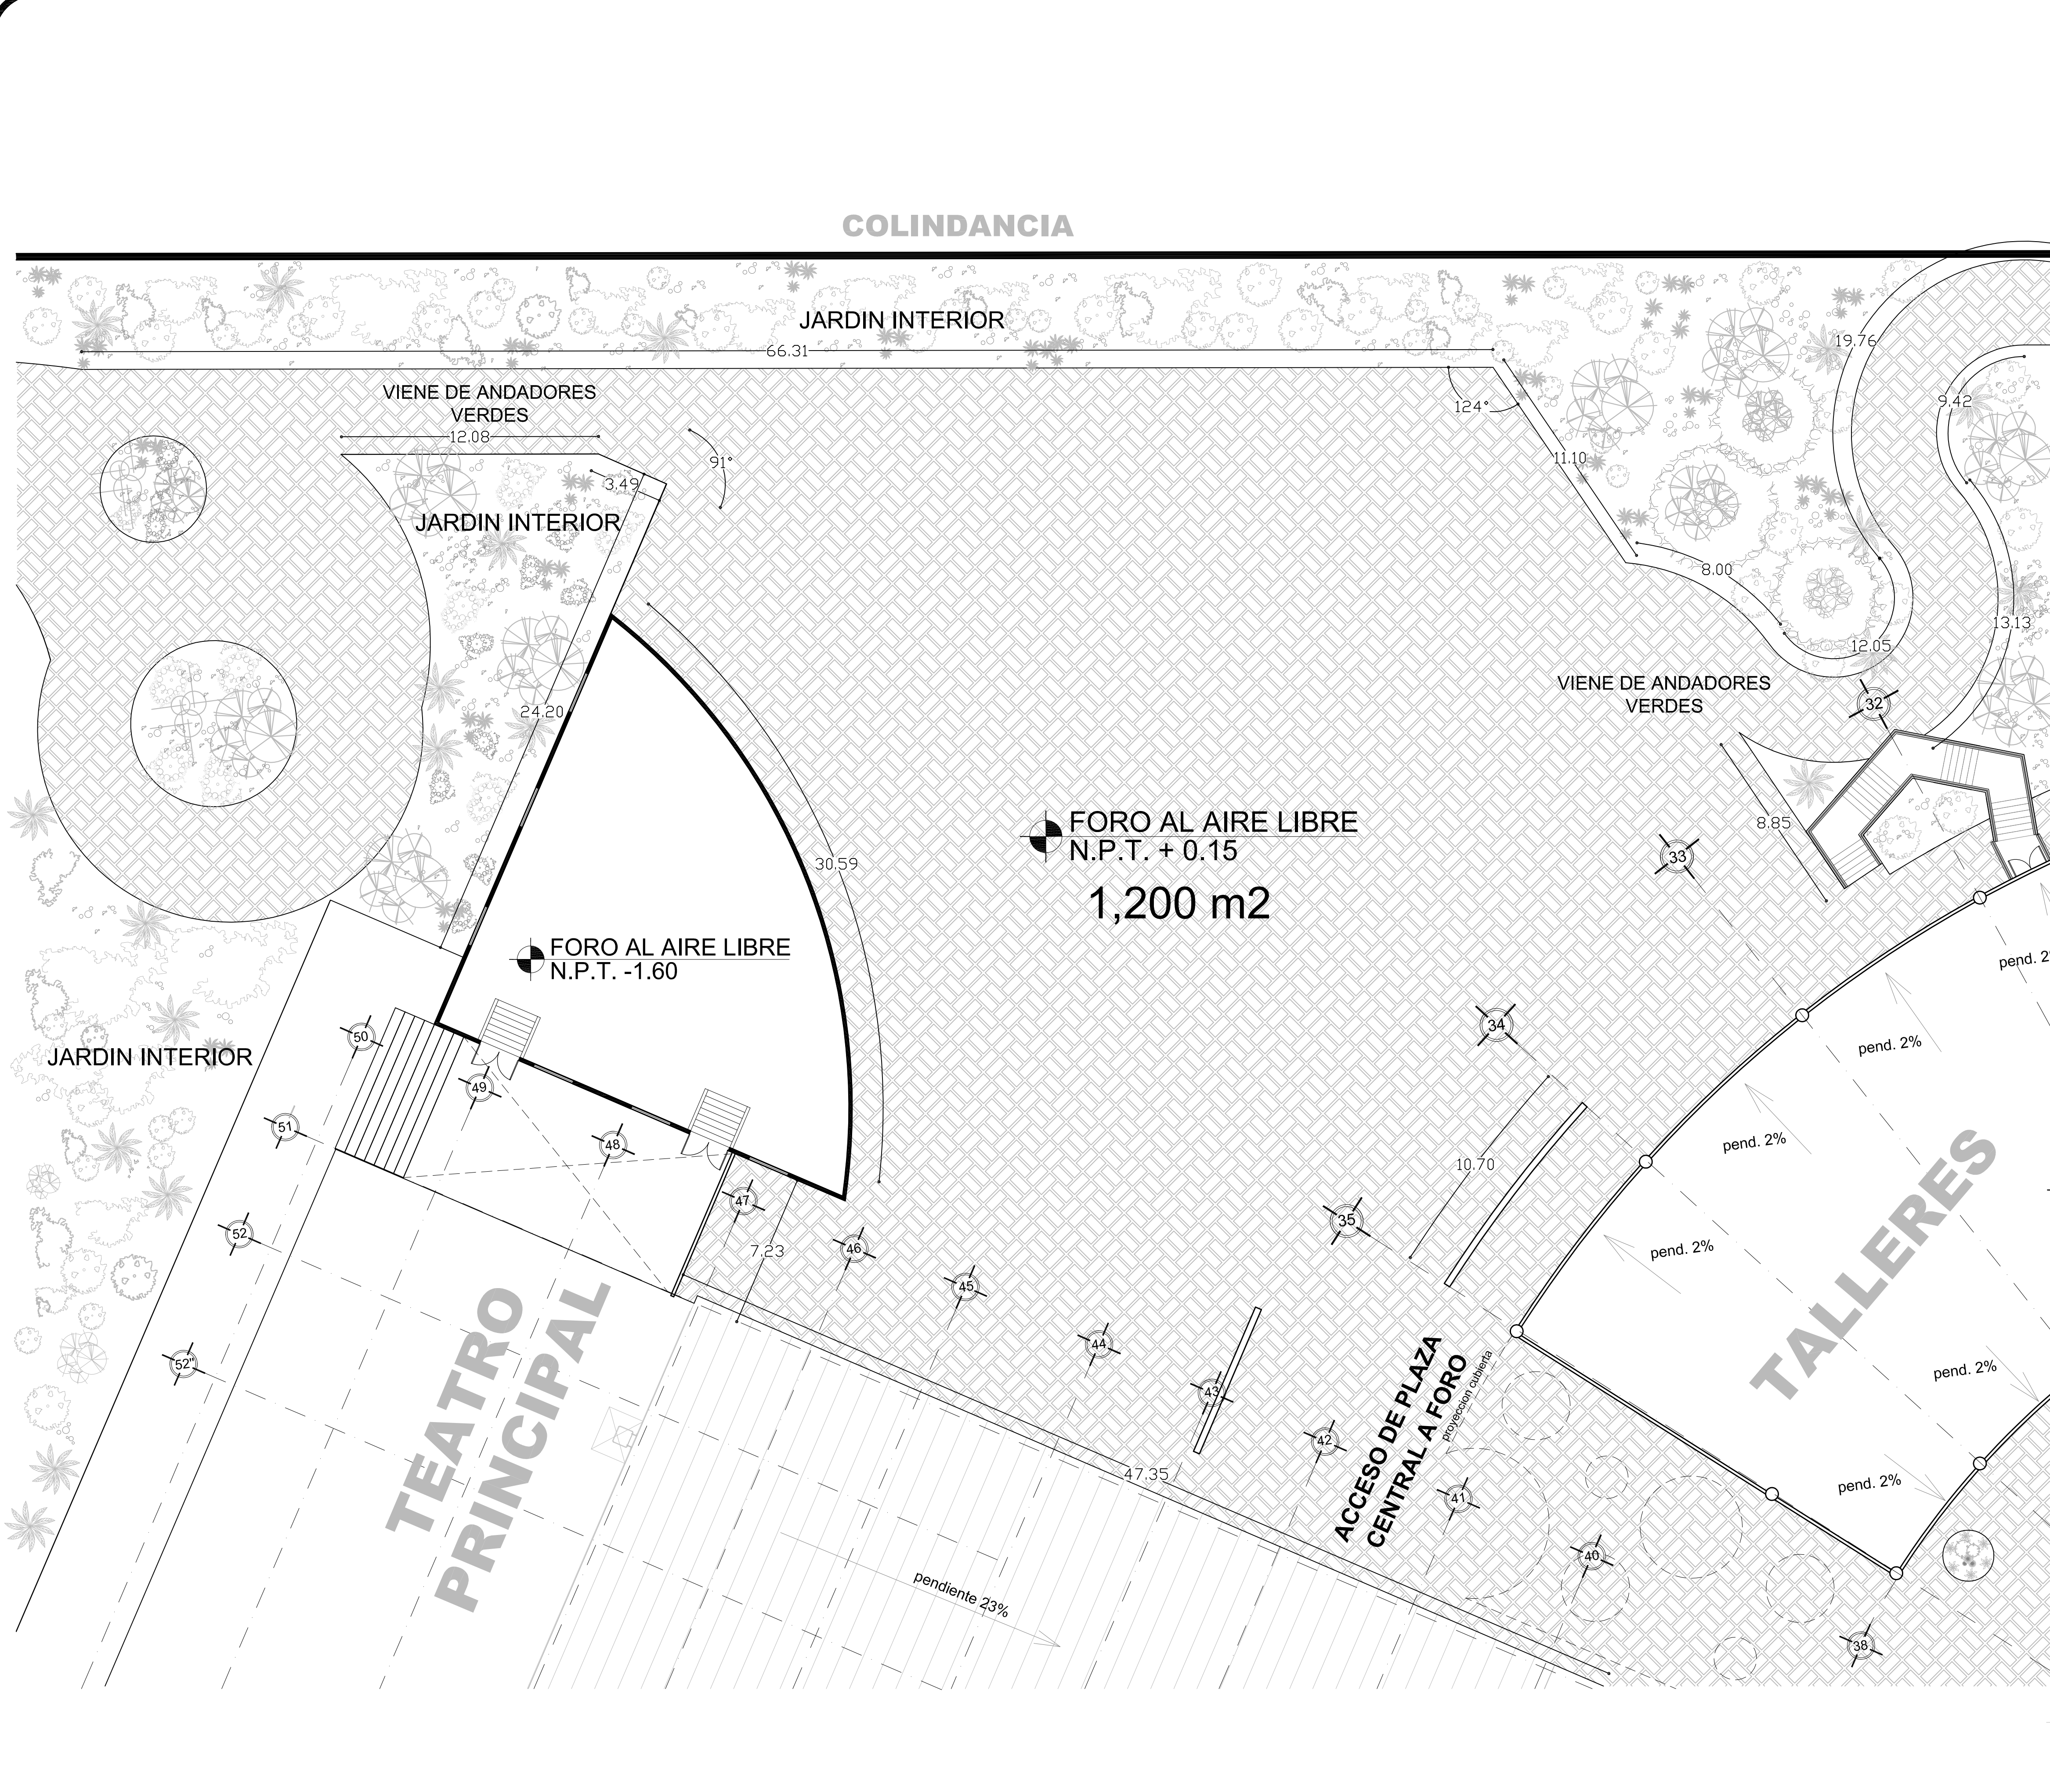 COLINDANCIA
JARDIN INTERIOR
66.31
19.76
VIENE DE ANDADORES
VERDES
12.08
9.42
124°
91°
11.10
3.49
JARDIN INTERIOR
8.00
13.13
12.05
VIENE DE ANDADORES
VERDES
32
24.20
FORO AL AIRE LIBRE
N.P.T. + 0.15
1,200 m2
8.85
33
30.59
FORO AL AIRE LIBRE
N.P.T. -1.60
pend. 2
34
50
pend. 2%
JARDIN INTERIOR
49
51
48
pend. 2%
10.70
TALLERES
47
35
52
46
7.23
pend. 2%
45
TEATRO
PRINCIPAL
44
52"
43
ACCESO DE PLAZA
CENTRAL A FORO
proyeccion cubierta
pend. 2%
42
47.35
pend. 2%
41
40
pendiente 23%
38